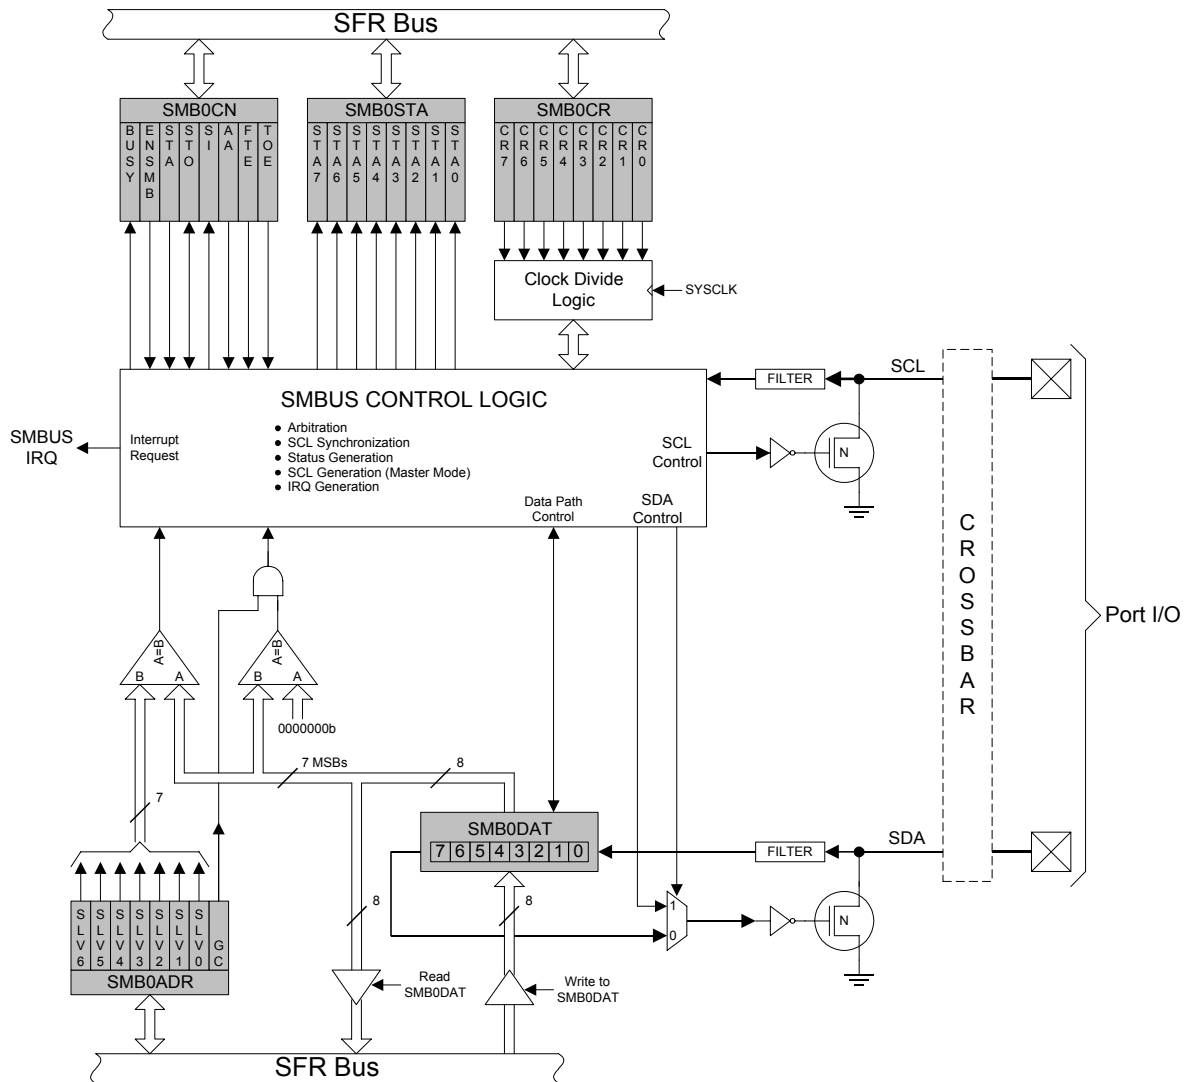 SFR Bus
SMB0CN
BUSY
ENSMB
STA
STO
SI
AA
FTE
TOE
SMB0STA
STA7
STA6
STA5
STA4
STA3
STA2
STA1
STA0
SMB0CR
CR7
CR6
CR5
CR4
CR3
CR2
CR1
CR0
Clock Divide
Logic
SYSCLK
SMBUS CONTROL LOGIC
● Arbitration
● SCL Synchronization
● Status Generation
● SCL Generation (Master Mode)
● IRQ Generation
SMBUS
IRQ
Interrupt
Request
SCL
Control
Data Path
Control
SDA
Control
FILTER
SCL
N
CROSSBAR
Port I/O
A=B
B
A
A=B
B
A
0000000b
7 MSBs
8
7
SMB0DAT
7 6 5 4 3 2 1 0
FILTER
SDA
1
0
N
8
8
SLV6
SLV5
SLV4
SLV3
SLV2
SLV1
SLV0
GC
SMB0ADR
Read
SMB0DAT
Write to
SMB0DAT
SFR Bus